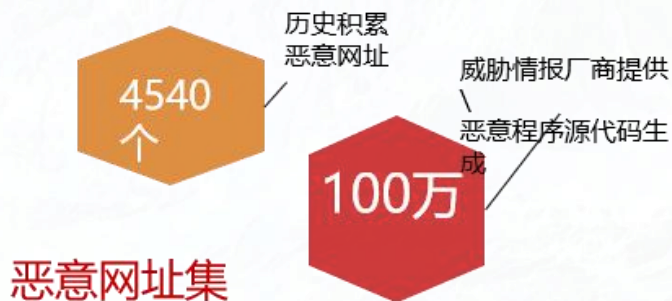 历史积累
恶意网址
4540
个
威胁情报厂商提供
\
恶意程序源代码生
成
100万
恶意网址集